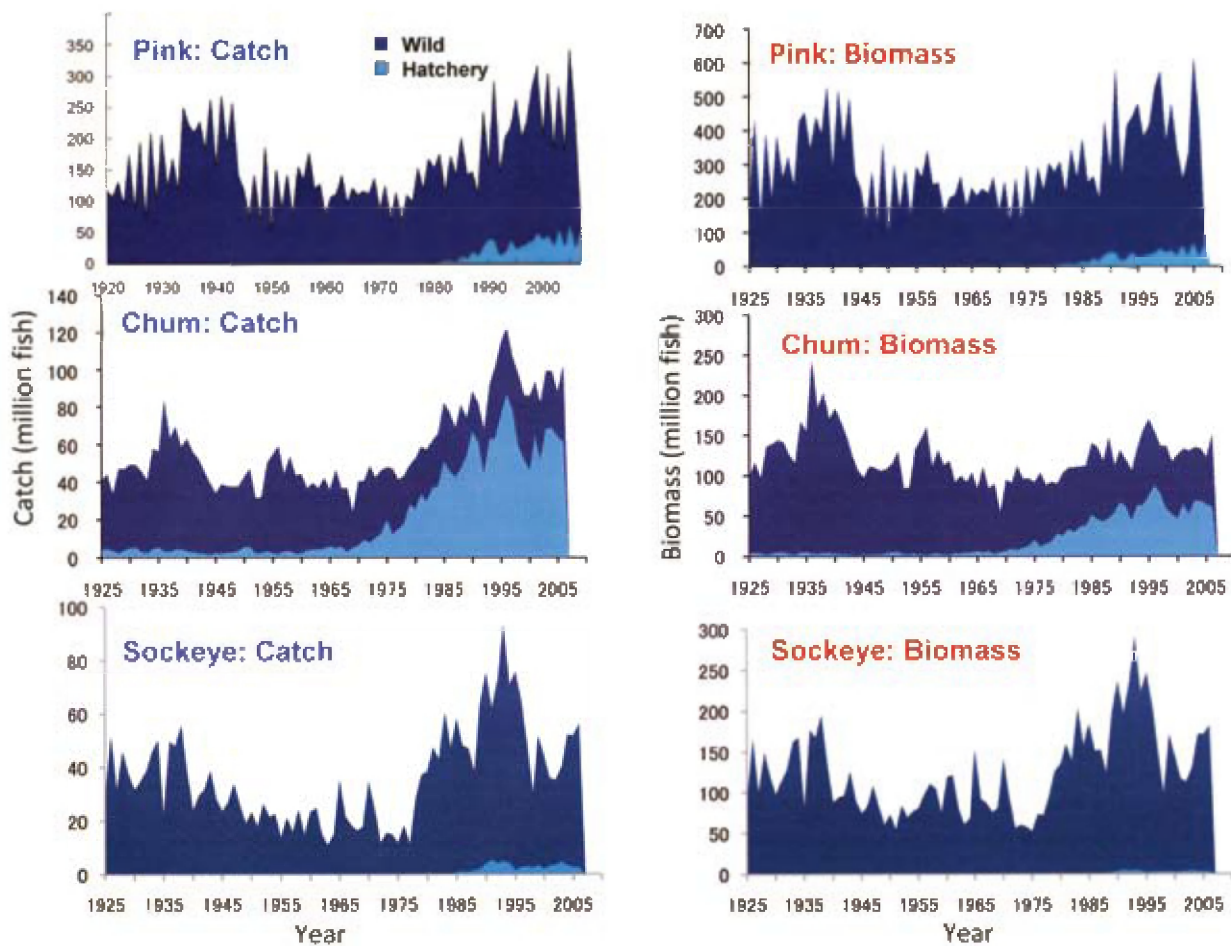 Pink: Catch
Wild
Hatchery
350
300
250
200
150
100
50
0
1920 1930 1940 1950 1960 1970 1980 1990 2000
Pink: Biomass
700
600
500
400
300
200
100
0
1925 1935 1945 1955 1965 1975 1985 1995 2005
Chum: Catch
Catch (million fish)
140
120
100
80
60
40
20
0
1925 1935 1945 1955 1965 1975 1985 1995 2005
Chum: Biomass
Biomass (million fish)
300
250
200
150
100
50
0
1925 1935 1945 1955 1965 1975 1985 1995 2005
Sockeye: Catch
100
80
60
40
20
0
1925 1935 1945 1955 1965 1975 1985 1995 2005
Year
Sockeye: Biomass
300
250
200
150
100
50
0
1925 1935 1945 1955 1965 1975 1985 1995 2005
Year